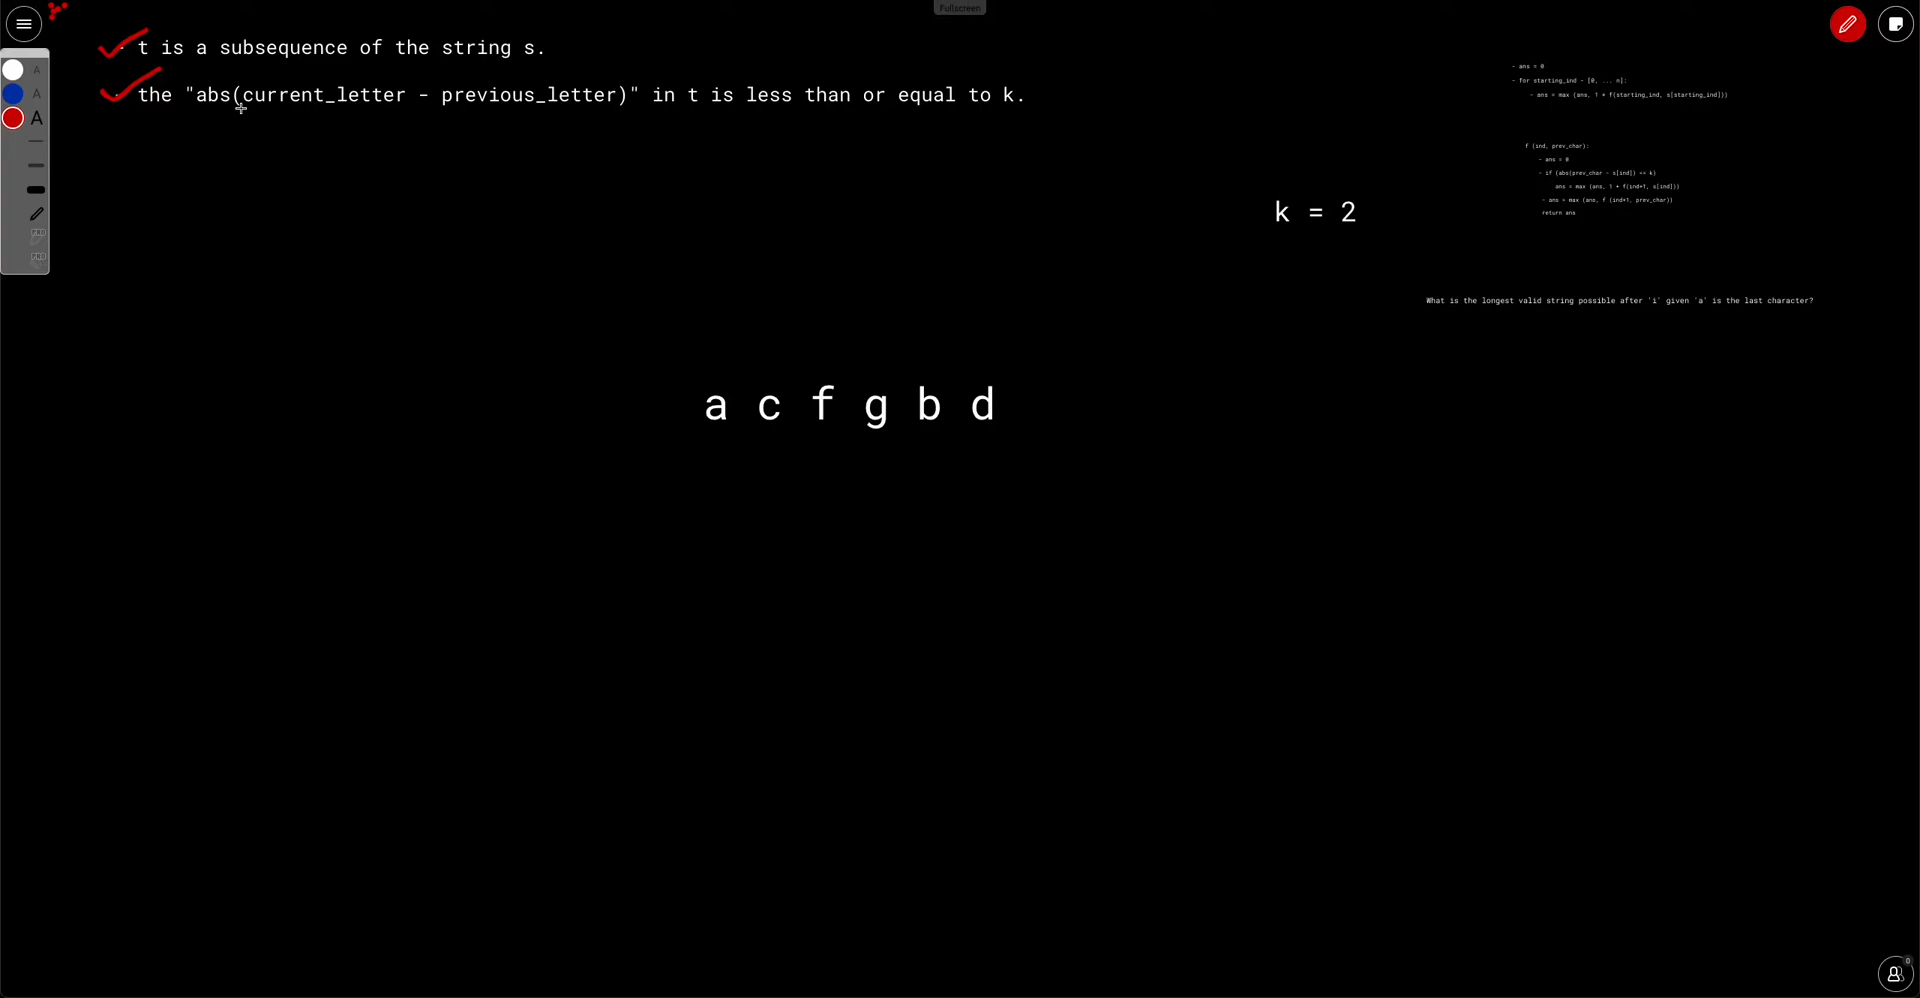 Fullscreen
- t is a subsequence of the string s.
- the "abs(current_letter - previous_letter)" in t is less than or equal to k.
A
A
A
PRO
PRO
- ans = 0
- for starting_ind - [0, ... n]:
- ans = max (ans, 1 + f(starting_ind, s[starting_ind]))
f (ind, prev_char):
- ans = 0
- if (abs(prev_char - s[ind]) <= k)
ans = max (ans, 1 + f(ind+1, s[ind]))
- ans = max (ans, f (ind+1, prev_char))
return ans
k = 2
What is the longest valid string possible after 'i' given 'a' is the last character?
a c f g b d
0